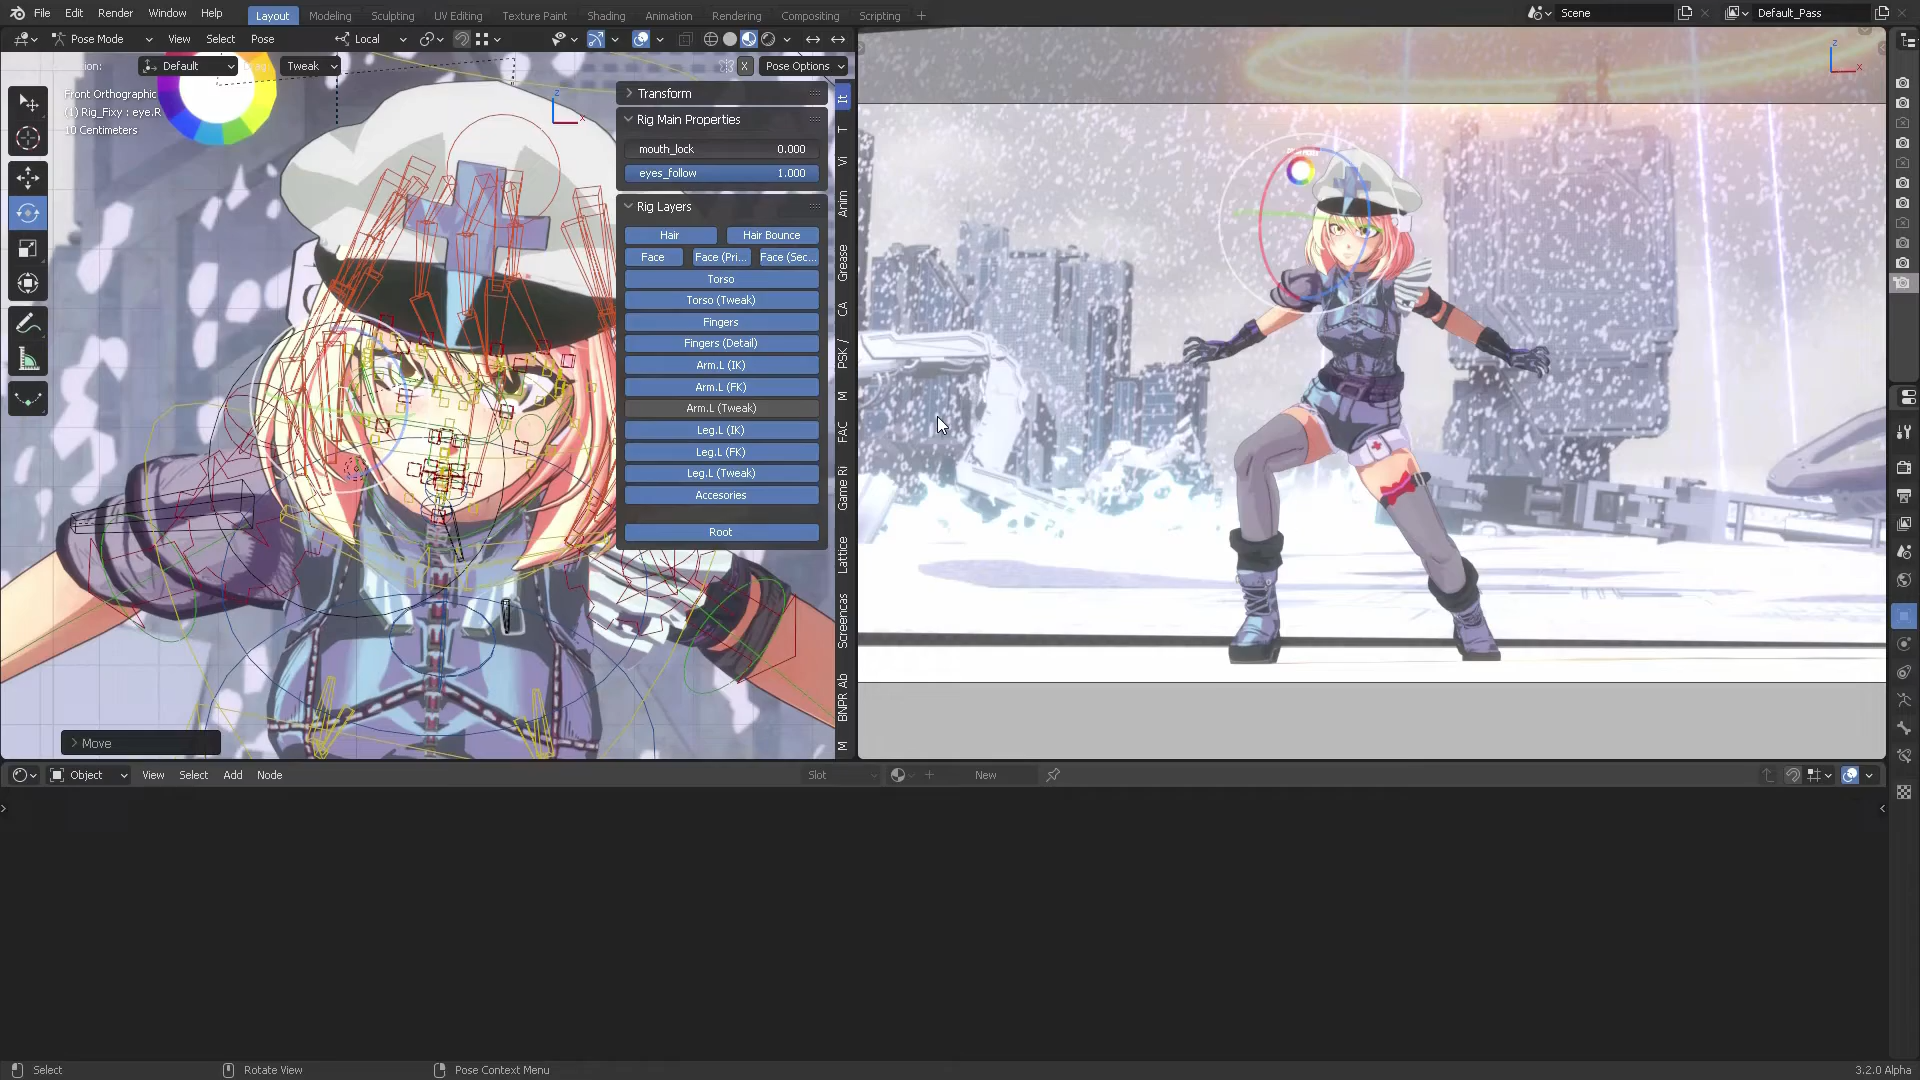 File Edit Render Window Help Layout Modeling Sculpting UV Editing Texture Paint Shading Animation Rendering Compositing Scripting + Scene Default_Pass
Pose Mode View Select Pose Local
ion: Default Tweak X Pose Options
Front Orthographic
(1) Rig_Fixy : eye.R
10 Centimeters
Transform
Rig Main Properties
mouth_lock 0.000
eyes_follow 1.000
Rig Layers
Hair Hair Bounce
Face Face (Pri... Face (Sec...
Torso
Torso (Tweak)
Fingers
Fingers (Detail)
Arm.L (IK)
Arm.L (FK)
Arm.L (Tweak)
Leg.L (IK)
Leg.L (FK)
Leg.L (Tweak)
Accesories
Root
It
T
Vi
Anim
Grease
CA
PSK /
M
FAC
Game Ri
Lattice
Screencas
BNPR Ab
M
z
x
z
x
Move
Object View Select Add Node Slot New
Select Rotate View Pose Context Menu 3.2.0 Alpha